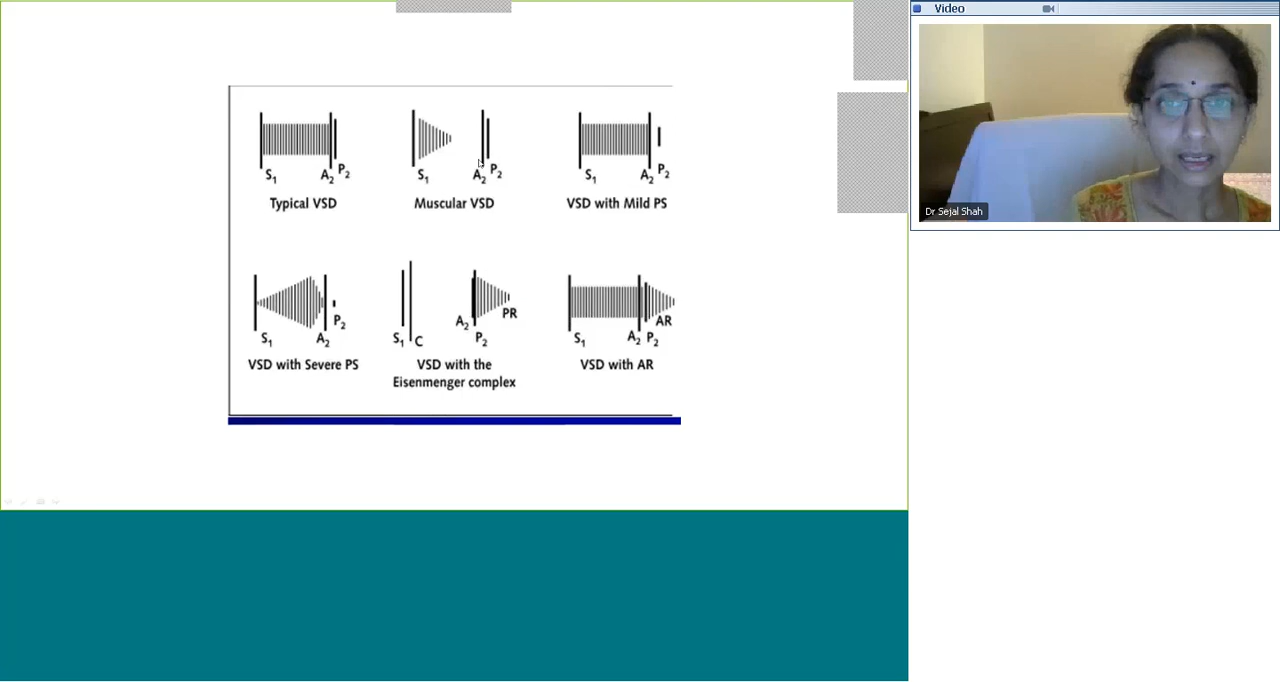 Video
S1 A2 P2
S1 A2 P2
S1 A2 P2
Typical VSD
Muscular VSD
VSD with Mild PS
Dr Sejal Shah
S1 A2 P2
S1 C A2 P2 PR
S1 A2 P2 AR
VSD with Severe PS
VSD with the
Eisenmenger complex
VSD with AR